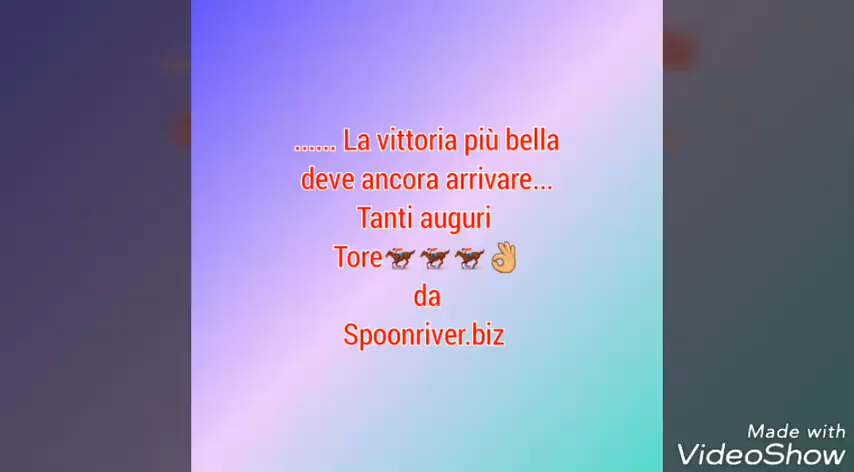 ...... La vittoria più bella
deve ancora arrivare...
Tanti auguri
Tore🏇🏇🏇👌🏼
da
Spoonriver.biz
Made with
VideoShow